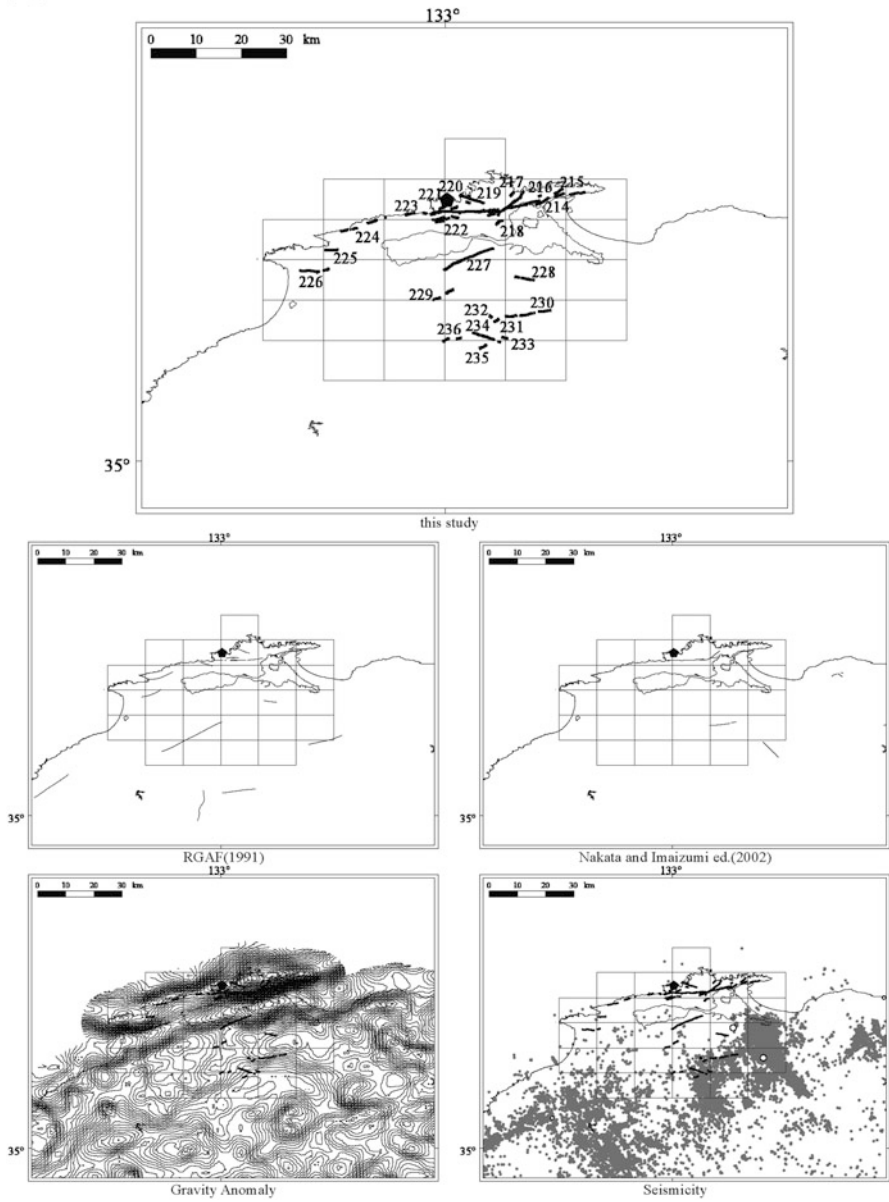 133°
0 10 20 30 km
220 217 216 215
221 219
223 214
222 218
224
225 227
226 228
229
232 230
236 234 231
233
235
35°
this study
133° 133°
0 10 20 30 km 0 10 20 30 km
35° 35°
RGAF(1991) Nakata and Imaizumi ed.(2002)
133° 133°
0 10 20 30 km 0 10 20 30 km
35° 35°
Gravity Anomaly Seismicity